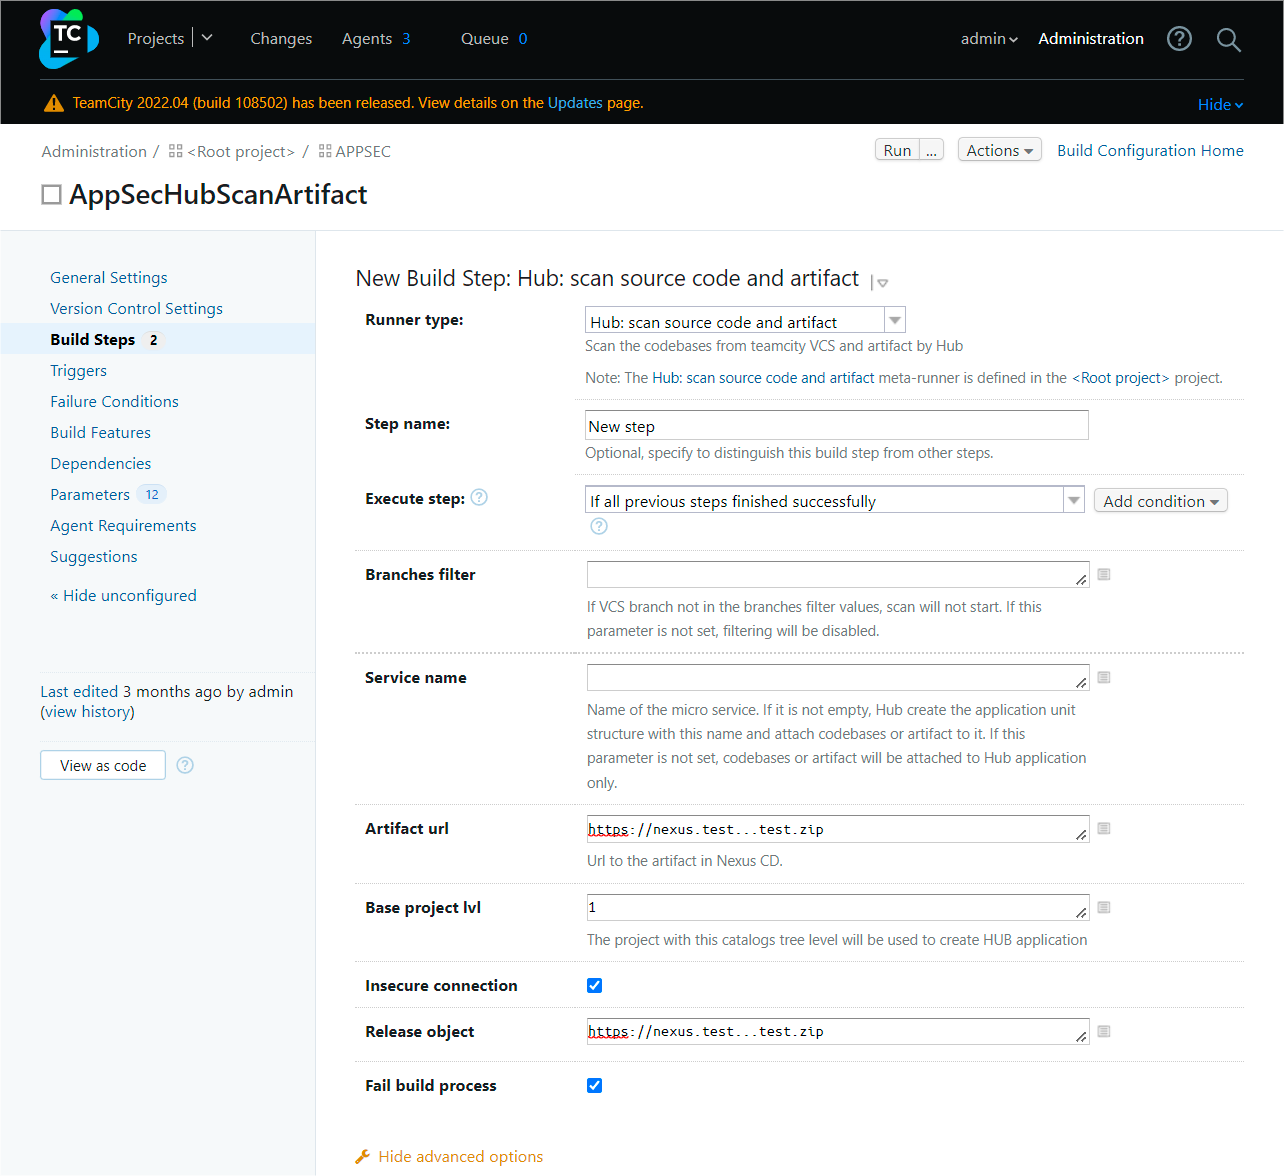 TC
Projects
Changes
Agents 3
Queue 0
admin
Administration
TeamCity 2022.04 (build 108502) has been released. View details on the Updates page.
Hide
Administration / <Root project> / APPSEC
Run ...
Actions
Build Configuration Home
AppSecHubScanArtifact
General Settings
Version Control Settings
Build Steps 2
Triggers
Failure Conditions
Build Features
Dependencies
Parameters 12
Agent Requirements
Suggestions
« Hide unconfigured
Last edited 3 months ago by admin
(view history)
View as code
New Build Step: Hub: scan source code and artifact
Runner type:
Hub: scan source code and artifact
Scan the codebases from teamcity VCS and artifact by Hub
Note: The Hub: scan source code and artifact meta-runner is defined in the <Root project> project.
Step name:
New step
Optional, specify to distinguish this build step from other steps.
Execute step:
If all previous steps finished successfully
Add condition
Branches filter
If VCS branch not in the branches filter values, scan will not start. If this
parameter is not set, filtering will be disabled.
Service name
Name of the micro service. If it is not empty, Hub create the application unit
structure with this name and attach codebases or artifact to it. If this
parameter is not set, codebases or artifact will be attached to Hub application
only.
Artifact url
https://nexus.test...test.zip
Url to the artifact in Nexus CD.
Base project lvl
1
The project with this catalogs tree level will be used to create HUB application
Insecure connection
Release object
https://nexus.test...test.zip
Fail build process
Hide advanced options